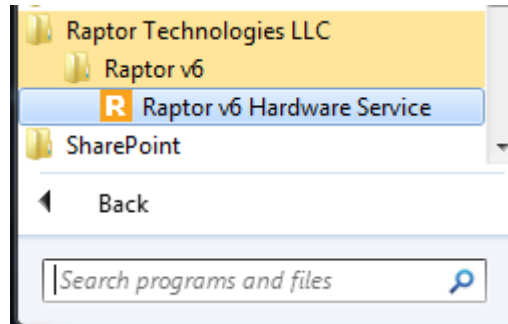 Raptor Technologies LLC
Raptor v6
R Raptor v6 Hardware Service
SharePoint
Back
Search programs and files